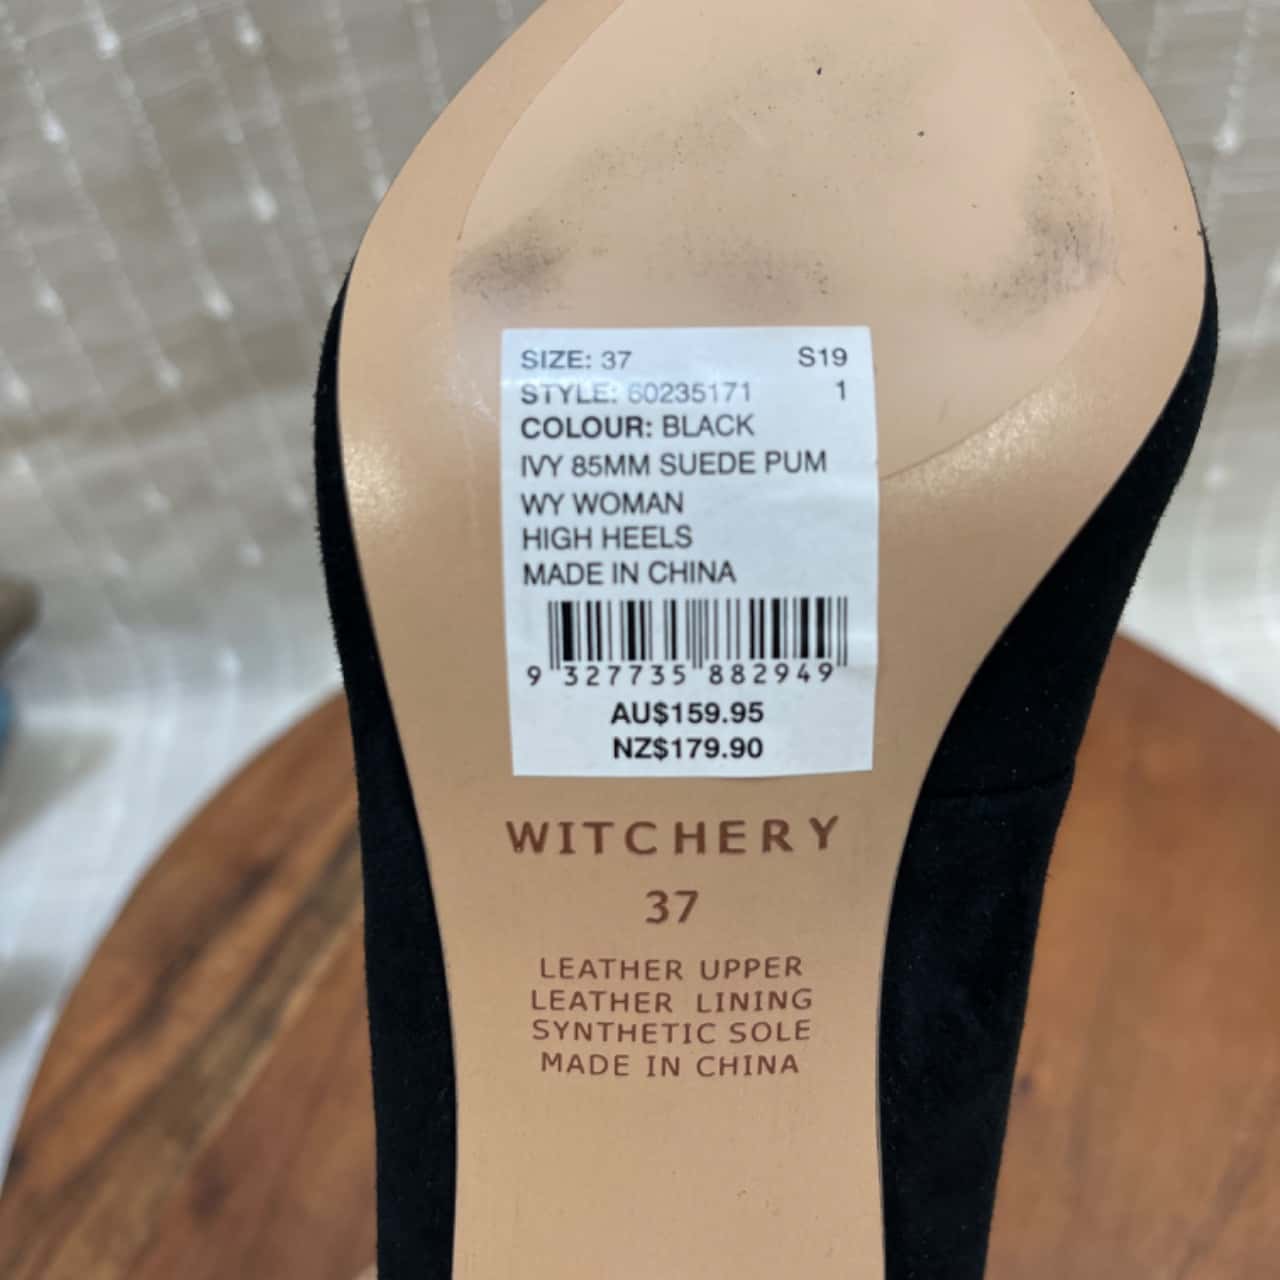 SIZE: 37 S19
STYLE: 60235171 1
COLOUR: BLACK
IVY 85MM SUEDE PUM
WY WOMAN
HIGH HEELS
MADE IN CHINA
9 327735 882949
AU$159.95
NZ$179.90
WITCHERY
37
LEATHER UPPER
LEATHER LINING
SYNTHETIC SOLE
MADE IN CHINA